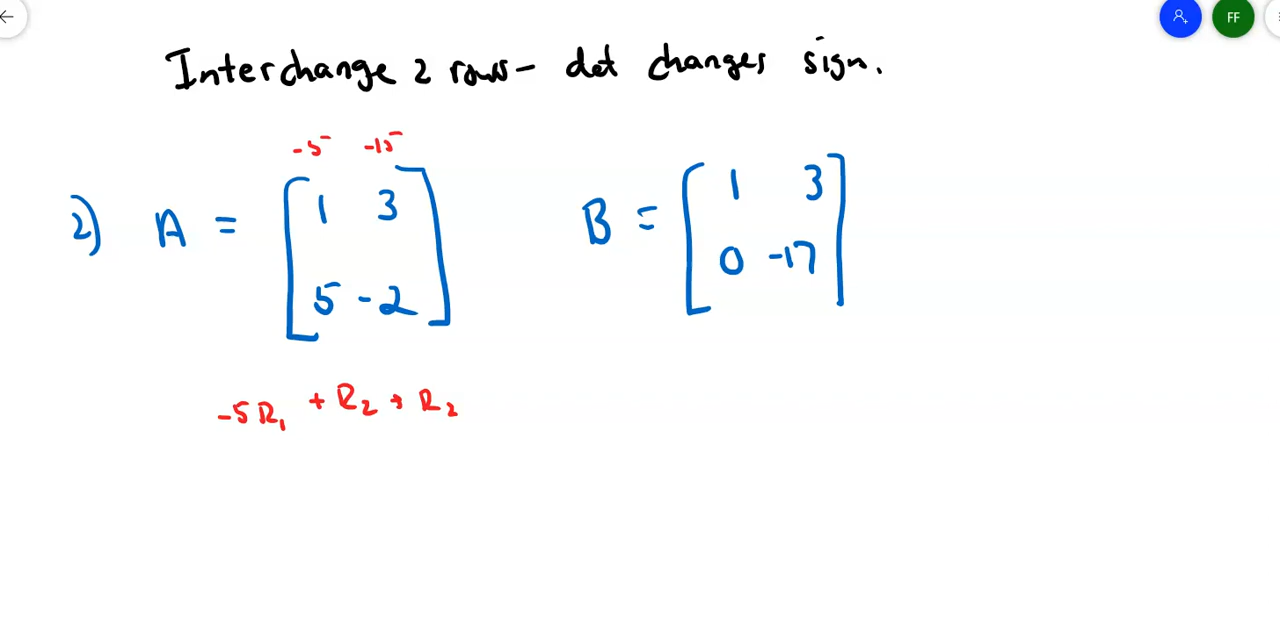 FF
Interchange 2 rows - det changes sign.
-5 -15
2) A = [1 3
5 -2]
B = [1 3
0 -17]
-5R₁ + R₂ → R₂